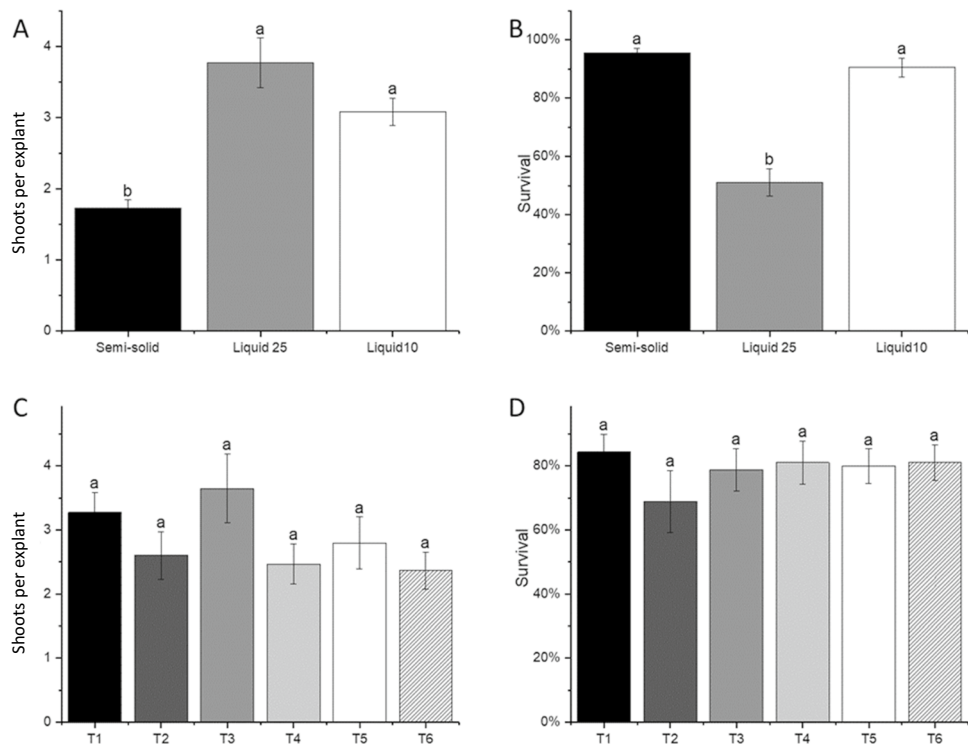 A
Shoots per explant
4
3
2
1
0
b
a
a
Semi-solid
Liquid 25
Liquid10
B
Survival
100%
80%
60%
40%
20%
0%
a
b
a
Semi-solid
Liquid 25
Liquid10
C
Shoots per explant
4
3
2
1
0
a
a
a
a
a
a
T1
T2
T3
T4
T5
T6
D
Survival
80%
60%
40%
20%
0%
a
a
a
a
a
a
T1
T2
T3
T4
T5
T6